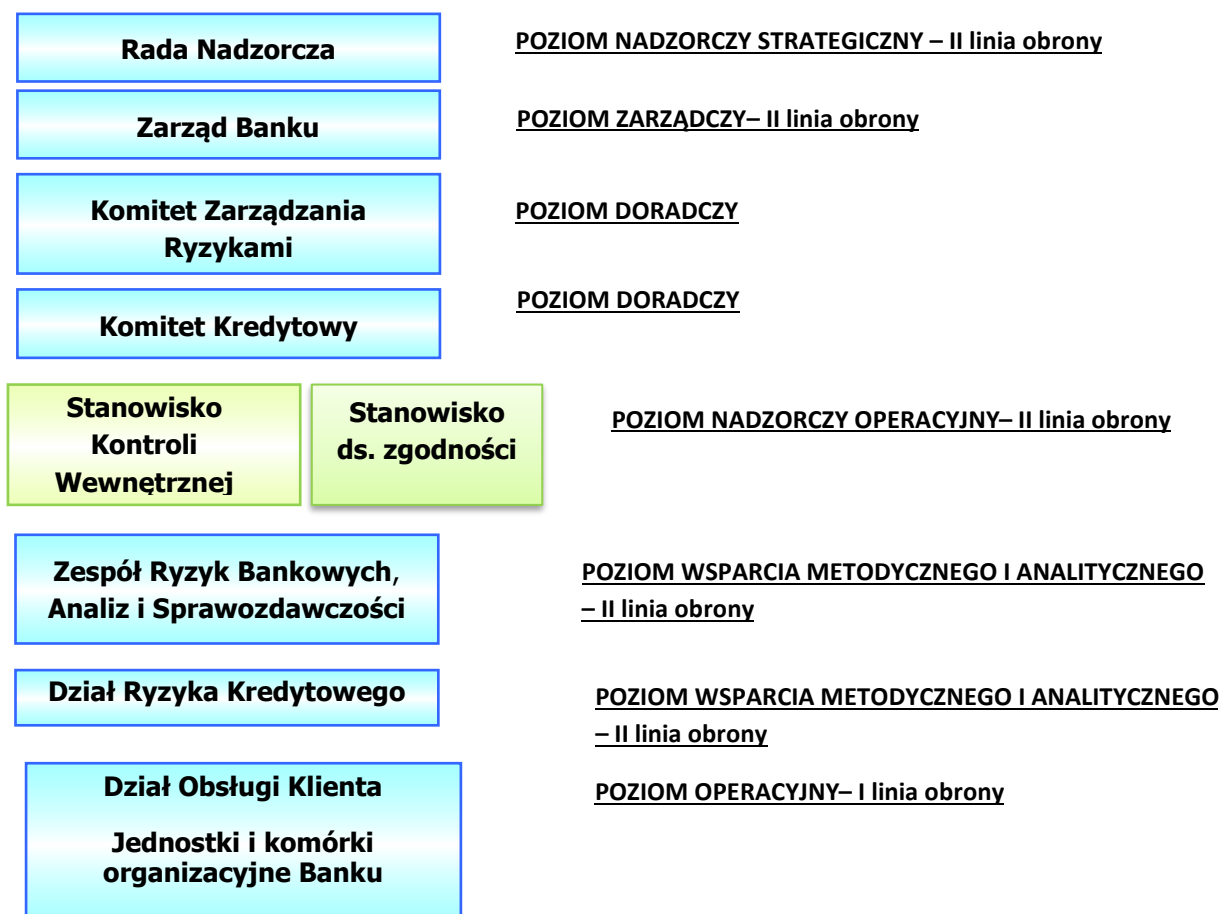 Rada Nadzorcza
POZIOM NADZORCZY STRATEGICZNY – II linia obrony
Zarząd Banku
POZIOM ZARZĄDCZY– II linia obrony
Komitet Zarządzania
Ryzykami
POZIOM DORADCZY
Komitet Kredytowy
POZIOM DORADCZY
Stanowisko
Kontroli
Wewnętrznej
Stanowisko
ds. zgodności
POZIOM NADZORCZY OPERACYJNY– II linia obrony
Zespół Ryzyk Bankowych,
Analiz i Sprawozdawczości
POZIOM WSPARCIA METODYCZNEGO I ANALITYCZNEGO
– II linia obrony
Dział Ryzyka Kredytowego
POZIOM WSPARCIA METODYCZNEGO I ANALITYCZNEGO
– II linia obrony
Dział Obsługi Klienta
Jednostki i komórki
organizacyjne Banku
POZIOM OPERACYJNY– I linia obrony